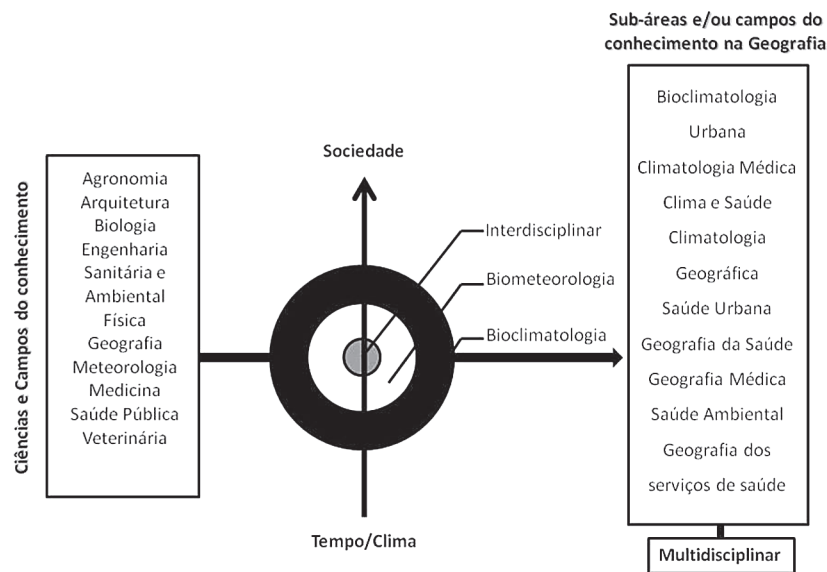 Sub-áreas e/ou campos do
conhecimento na Geografia
Ciências e Campos do conhecimento
Agronomia
Arquitetura
Biologia
Engenharia
Sanitária e
Ambiental
Física
Geografia
Meteorologia
Medicina
Saúde Pública
Veterinária
Sociedade
Interdisciplinar
Biometeorologia
Bioclimatologia
Tempo/Clima
Bioclimatologia
Urbana
Climatologia Médica
Clima e Saúde
Climatologia
Geográfica
Saúde Urbana
Geografia da Saúde
Geografia Médica
Saúde Ambiental
Geografia dos
serviços de saúde
Multidisciplinar